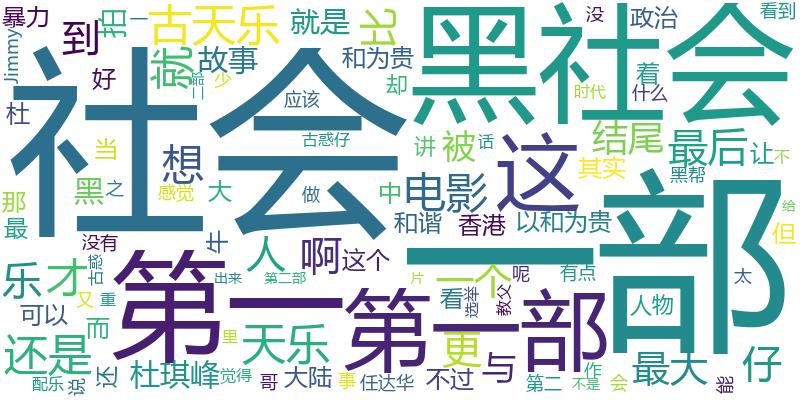 暴力
Jimmy
到
拍
一
古天乐
就是
比
没
政治
看到
就
故事
和为贵
黑社会
着
杜
好
二部
少
却
应该
时代
什么
社会
古惑仔
讲
被
话
这
结尾
最后
让
不
当
想
那
黑
之
感觉
大
做
中
电影
其实
黑帮
最
没有
牛
人
和谐
香港
以和为贵
一部
给
但
乐
才
古惑
第一
出来
啊
这个
第二部
片
一个
呢
有点
太
又
重
看
选举
教父
人物
可以
而
里
天乐
第一部
更
还是
杜琪峰
觉得
与
作
最大
仔
配乐
说
还
哥
大陆
事
任达华
不过
第二
不是
会
能